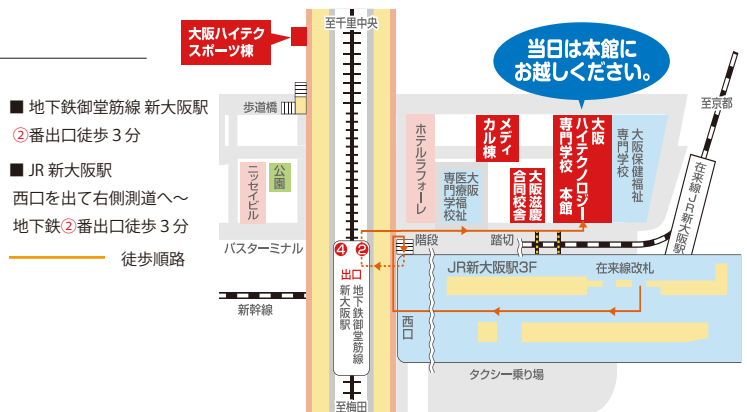 大阪ハイテク
スポーツ棟
至千里中央
当日は本館に
お越しください。
■ 地下鉄御堂筋線 新大阪駅
②番出口徒歩３分
■ JR 新大阪駅
西口を出て右側測道へ～
地下鉄②番出口徒歩３分
徒歩順路
歩道橋
ニッセイビル
公園
バスターミナル
新幹線
ホテルラフォーレ
大阪医療福祉
専門学校
メディ
カル棟
大阪滋慶
合同校舎
大阪
ハイテクノロジー
専門学校 本館
大阪保健福祉
専門学校
至京都
在来線JR新大阪駅
④
②
出口
地下鉄御堂筋線
新大阪駅
階段
踏切
JR新大阪駅3F
在来線改札
西口
タクシー乗り場
至梅田